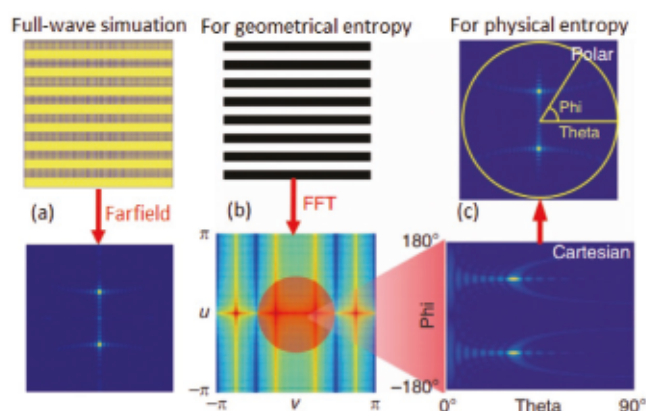 Full-wave simuation
For geometrical entropy
For physical entropy
Polar
Phi
Theta
(a)
Farfield
(b)
FFT
(c)
π
u
-π
-π
v
π
180°
Phi
-180°
Cartesian
0°
Theta
90°